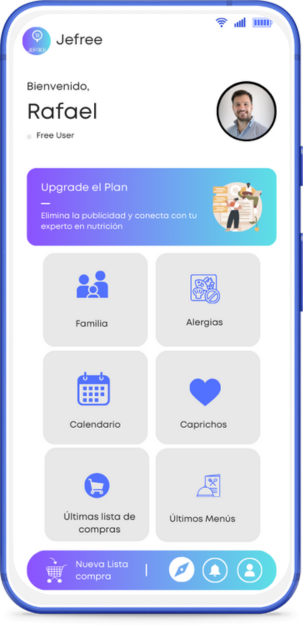 Jefree
Bienvenido,
Rafael
Free User
Upgrade el Plan
Elimina la publicidad y conecta con tu
experto en nutrición
Familia
Alergias
Calendario
Caprichos
Últimas lista de
compras
Últimos Menús
Nueva Lista
compra